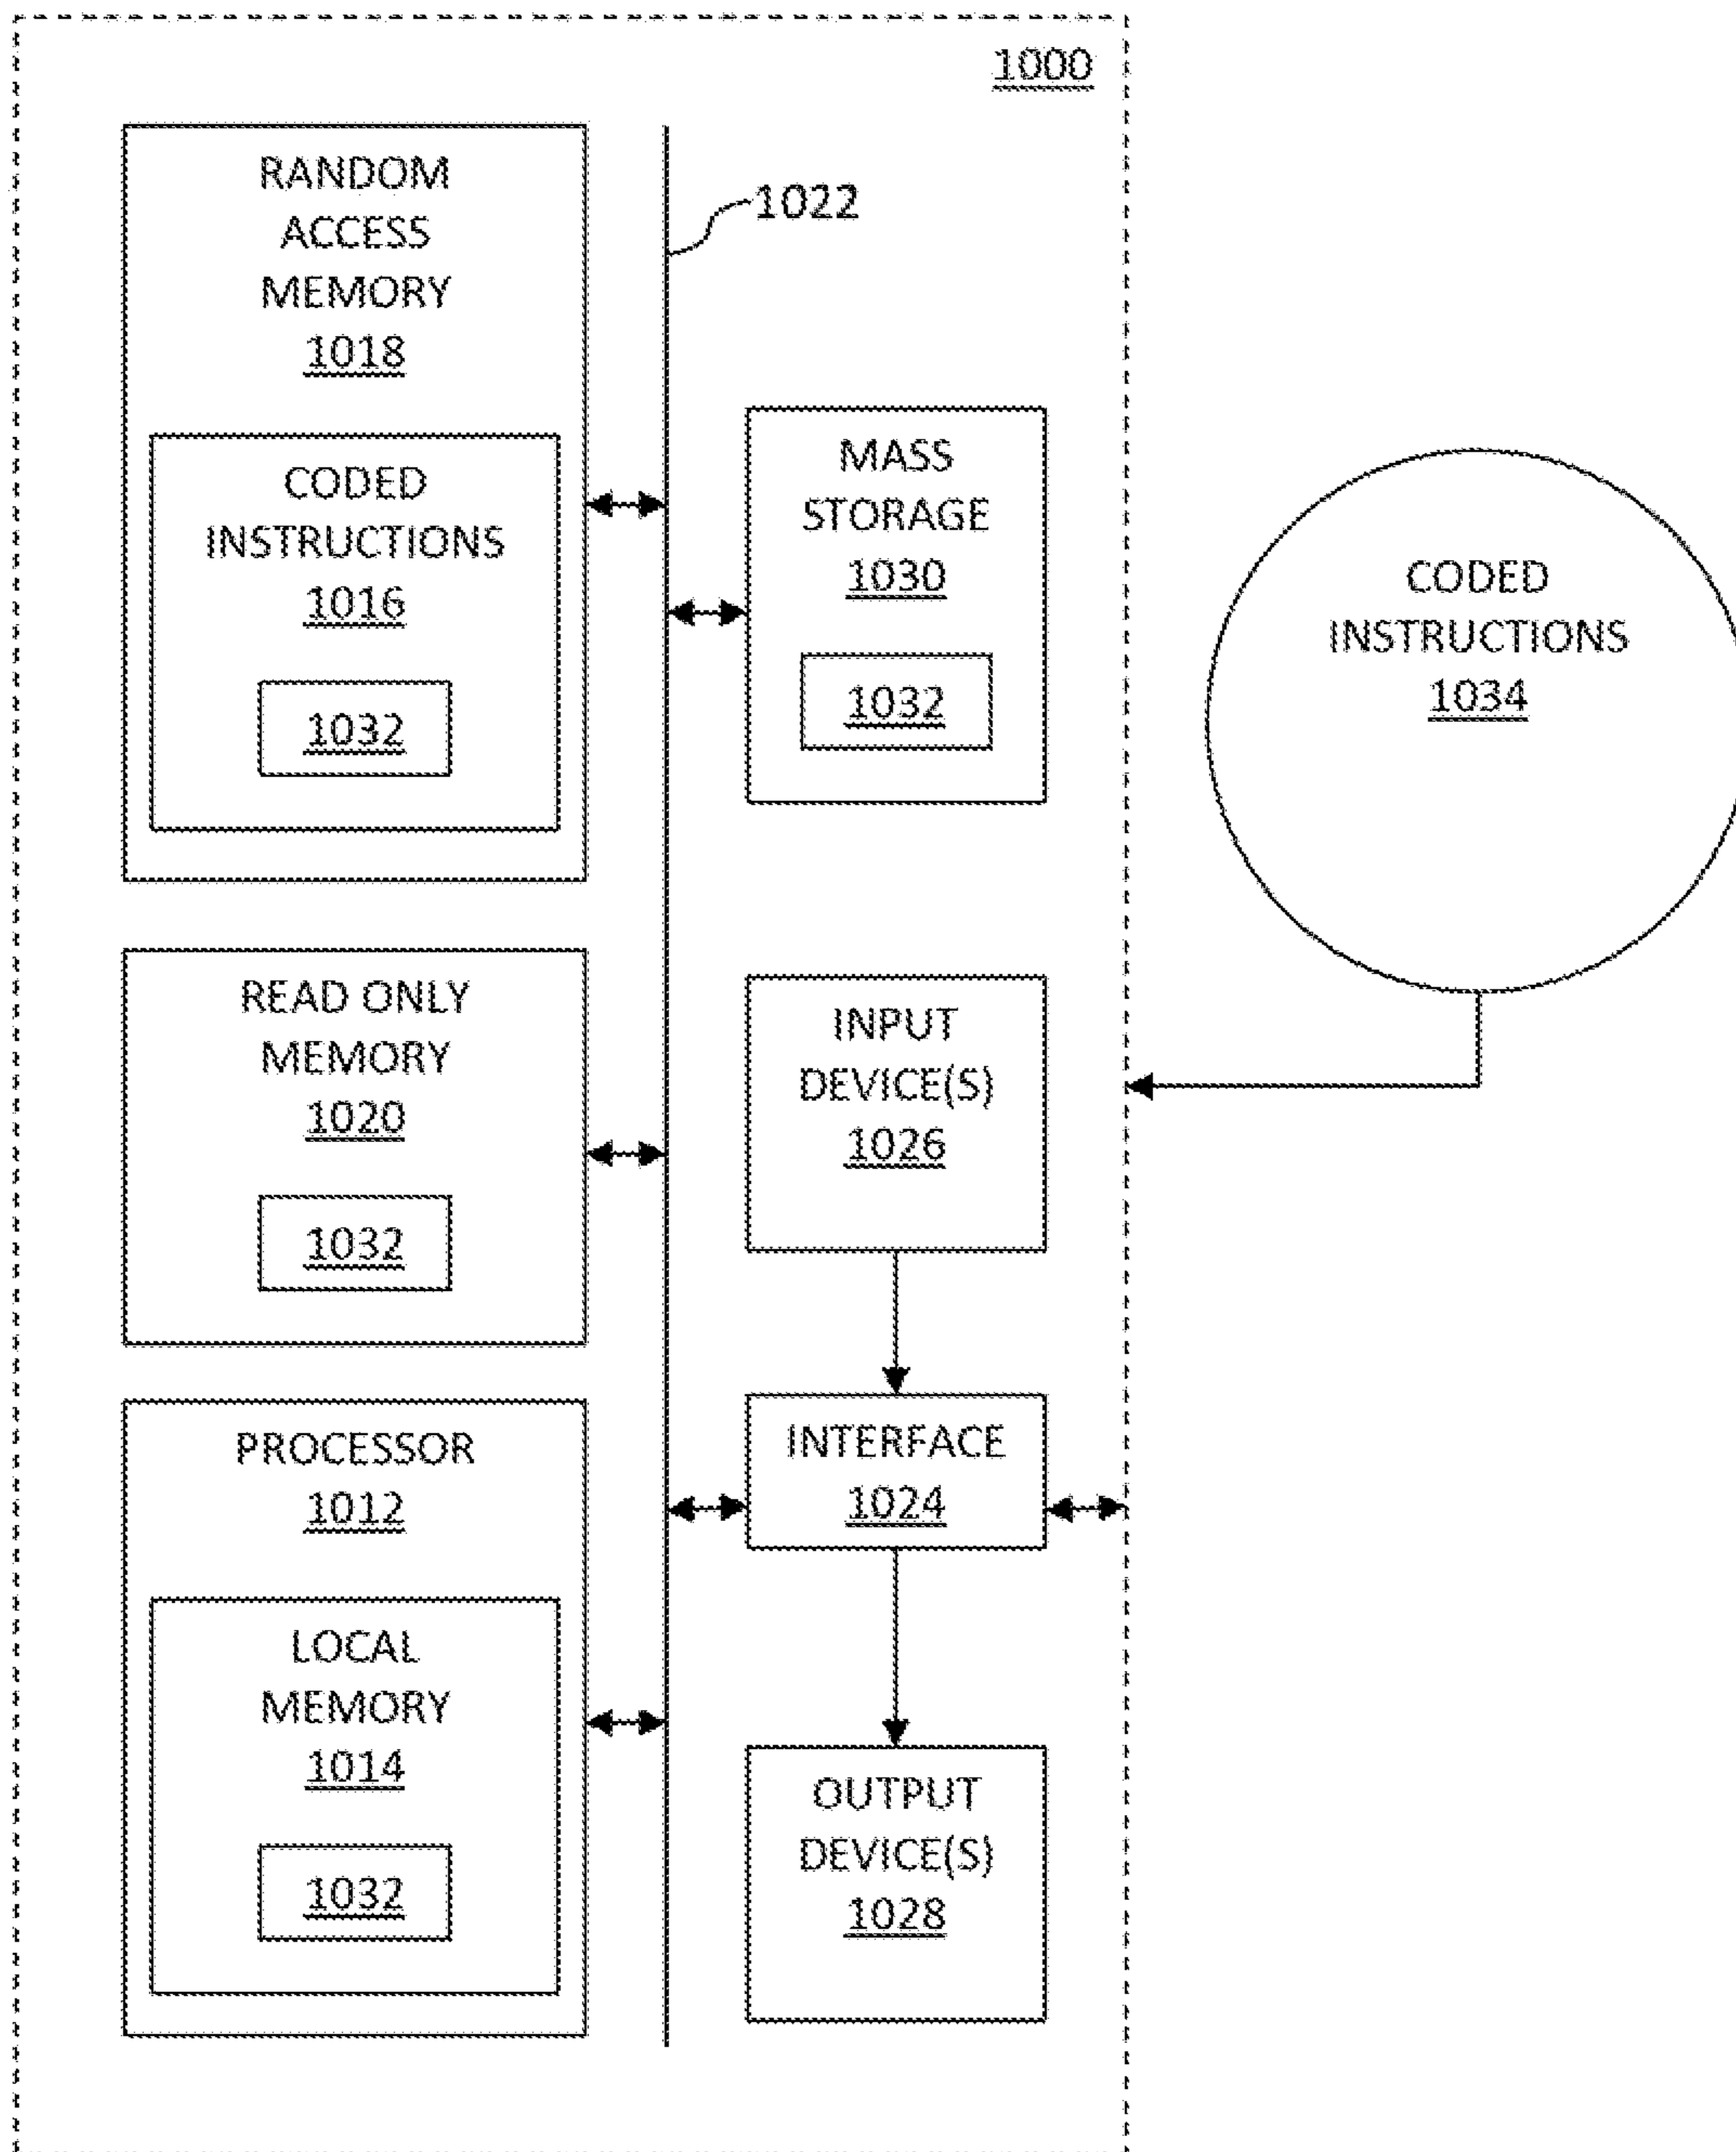 1000
RANDOM
ACCESS
MEMORY
1018
CODED
INSTRUCTIONS
1016
1032
1022
MASS
STORAGE
1030
1032
CODED
INSTRUCTIONS
1034
READ ONLY
MEMORY
1020
1032
INPUT
DEVICE(S)
1026
PROCESSOR
1012
LOCAL
MEMORY
1014
1032
INTERFACE
1024
OUTPUT
DEVICE(S)
1028